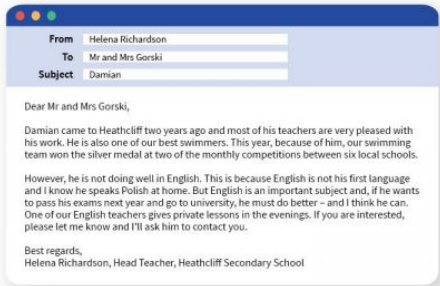 From Helena Richardson
To Mr and Mrs Gorski
Subject Damian
Dear Mr and Mrs Gorski,
Damian came to Heathcliff two years ago and most of his teachers are very pleased with
his work. He is also one of our best swimmers. This year, because of him, our swimming
team won the silver medal at two of the monthly competitions between six local schools.
However, he is not doing well in English. This is because English is not his first language
and I know he speaks Polish at home. But English is an important subject and, if he wants
to pass his exams next year and go to university, he must do better – and I think he can.
One of our English teachers gives private lessons in the evenings. If you are interested,
please let me know and I'll ask him to contact you.
Best regards,
Helena Richardson, Head Teacher, Heathcliff Secondary School